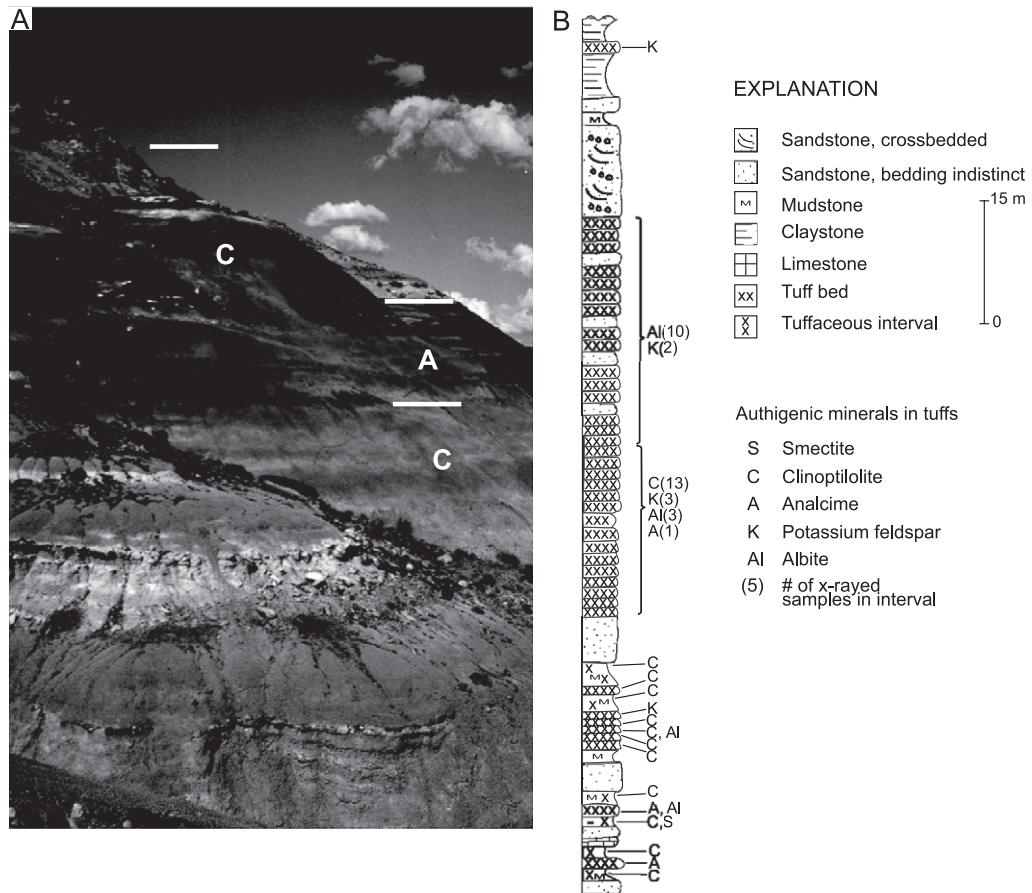 A
C
A
C
B
K
M
Al(10)
K(2)
C(13)
K(3)
Al(3)
A(1)
C
C
C
K
C
C, Al
C
C
C
A, Al
C,S
C
A
C
EXPLANATION
Sandstone, crossbedded
Sandstone, bedding indistinct
M Mudstone
Claystone
Limestone
xx Tuff bed
X X Tuffaceous interval
15 m
0
Authigenic minerals in tuffs
S Smectite
C Clinoptilolite
A Analcime
K Potassium feldspar
Al Albite
(5) # of x-rayed
samples in interval